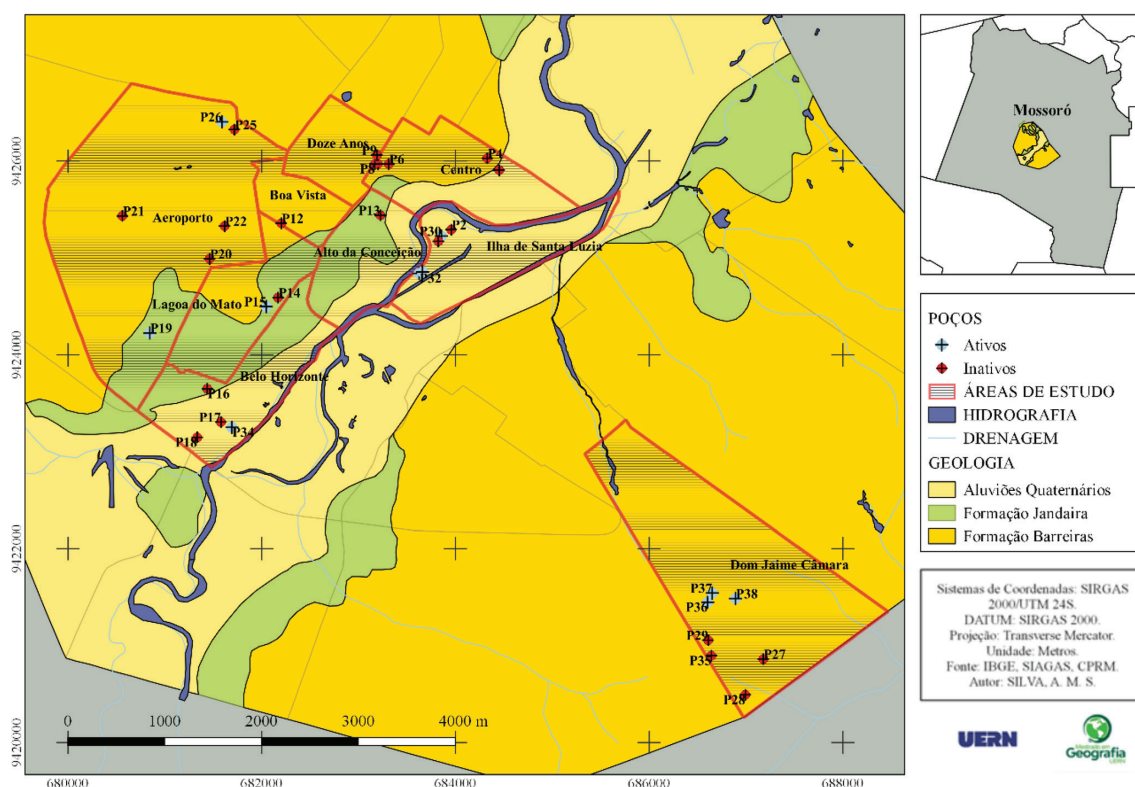 9426000
9424000
9422000
9420000
P26
P25
Doze Anos
P9
P8
P6
P4
Centro
Boa Vista
P21
Aeroporto
P22
P12
P13
P30
P2
Ilha de Santa Luzia
Alto da Conceição
P32
P20
Lagoa do Mato
P15
P14
P19
Belo Horizonte
P16
P17
P34
P18
Dom Jaime Câmara
P37
P36
P38
P29
P35
P27
P28
0 1000 2000 3000 4000 m
680000 682000 684000 686000 688000
Mossoró
POÇOS
Ativos
Inativos
ÁREAS DE ESTUDO
HIDROGRAFIA
DRENAGEM
GEOLOGIA
Aluviões Quaternários
Formação Jandaira
Formação Barreiras
Sistemas de Coordenadas: SIRGAS
2000/UTM 24S.
DATUM: SIRGAS 2000.
Projeção: Transverse Mercator.
Unidade: Metros.
Fonte: IBGE, SIAGAS, CPRM.
Autor: SILVA, A. M. S.
UERN
Mestrado em
Geografia
UERN